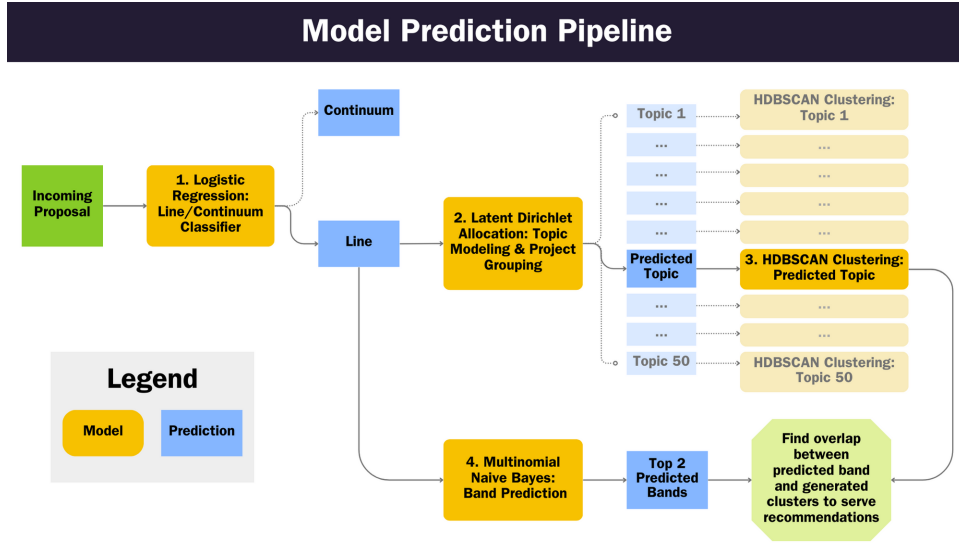 Model Prediction Pipeline
Continuum
Incoming
Proposal
1. Logistic
Regression:
Line/Continuum
Classifier
Line
2. Latent Dirichlet
Allocation: Topic
Modeling & Project
Grouping
Topic 1
...
...
...
...
Predicted
Topic
...
...
Topic 50
HDBSCAN Clustering:
Topic 1
...
...
...
...
3. HDBSCAN Clustering:
Predicted Topic
...
...
HDBSCAN Clustering:
Topic 50
Legend
Model
Prediction
4. Multinomial
Naive Bayes:
Band Prediction
Top 2
Predicted
Bands
Find overlap
between
predicted band
and generated
clusters to serve
recommendations